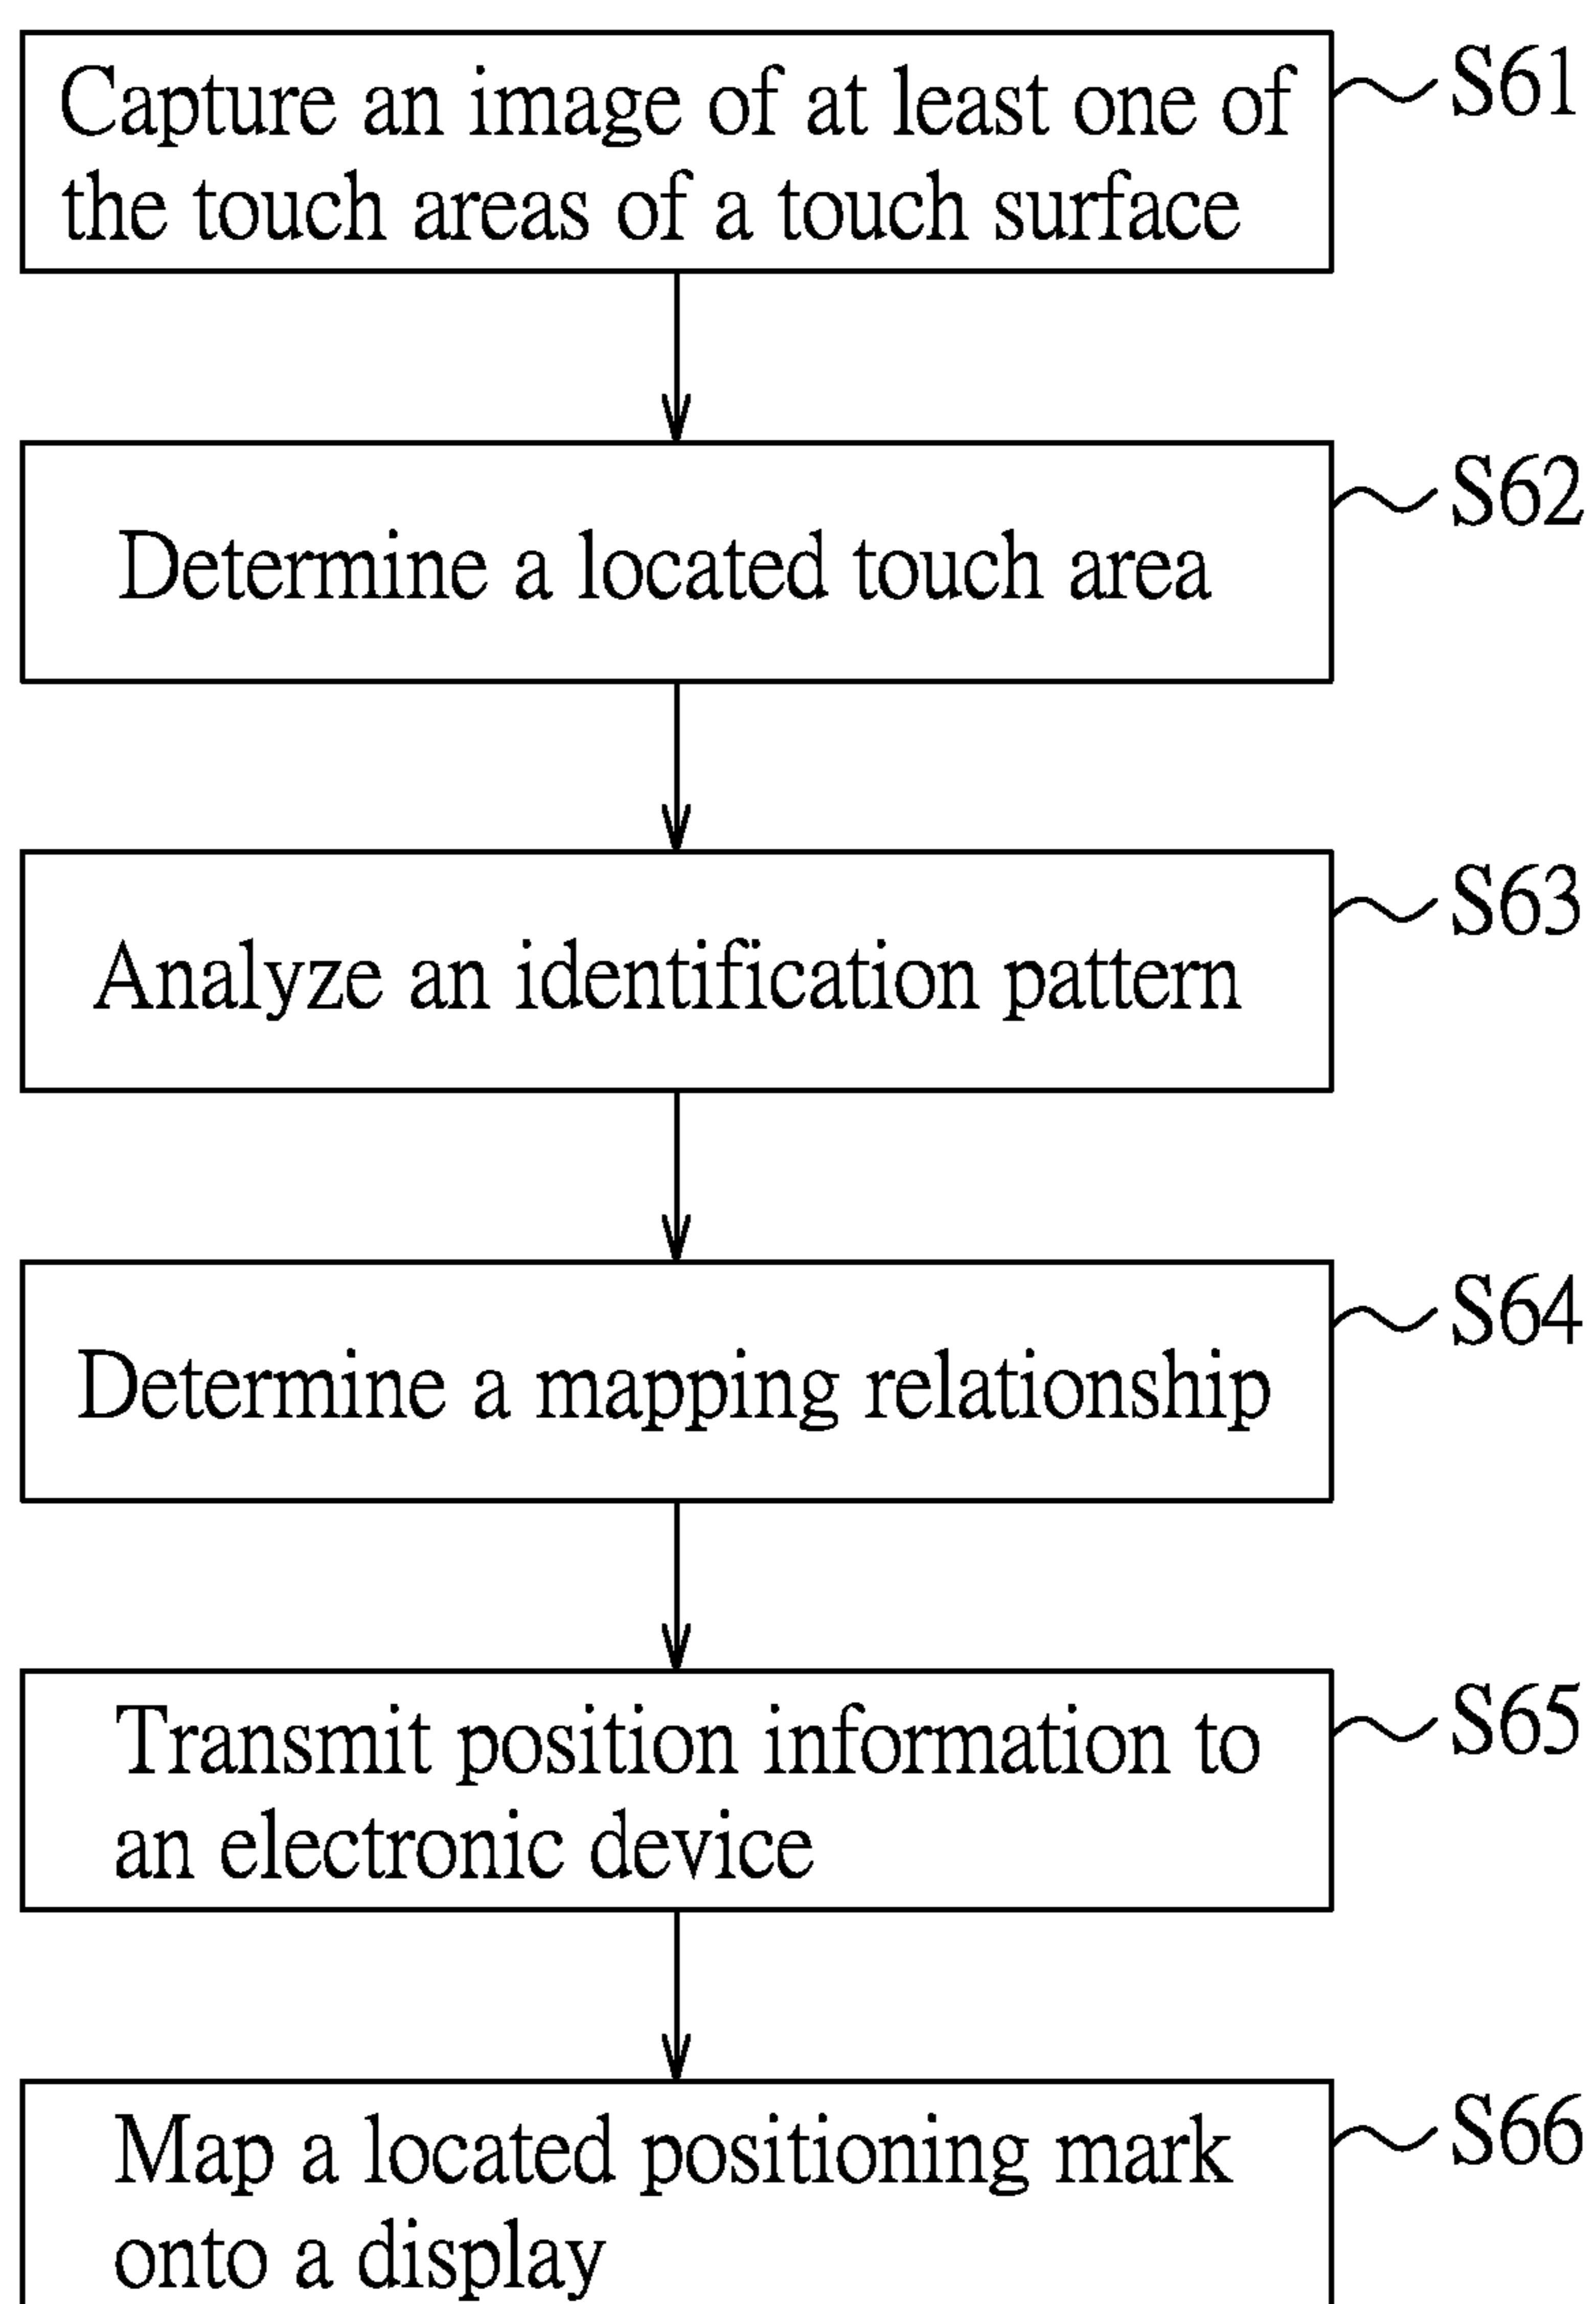 Capture an image of at least one of
the touch areas of a touch surface
S61
Determine a located touch area
S62
Analyze an identification pattern
S63
Determine a mapping relationship
S64
Transmit position information to
an electronic device
S65
Map a located positioning mark
onto a display
S66